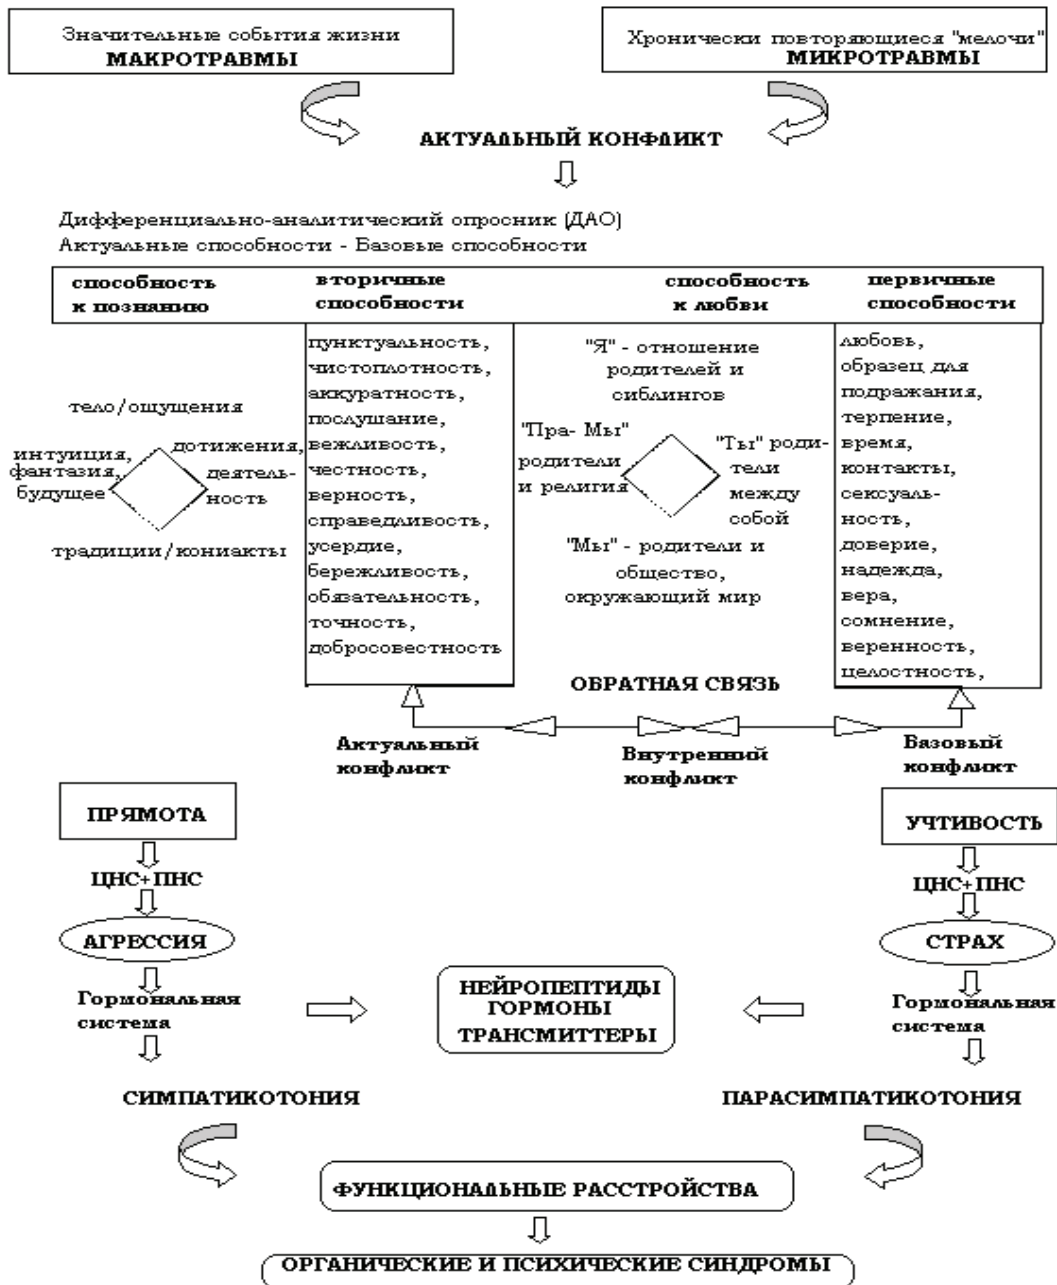 Значительные события жизни
МАКРОТРАВМЫ
Хронически повторяющиеся "мелочи"
МИКРОТРАВМЫ
АКТУАЛЬНЫЙ КОНФЛИКТ
Дифференциально-аналитический опросник (ДАО)
Актуальные способности - Базовые способности
способность
к познанию
вторичные
способности
способность
к любви
первичные
способности
тело/ощущения
интуиция,
фантазия,
будущее
дотижения,
деятель-
ность
традиции/кониакты
пунктуальность,
чистоплотность,
аккуратность,
послушание,
вежливость,
честность,
верность,
справедливость,
усердие,
бережливость,
обязательность,
точность,
добросовестность
"Я" - отношение
родителей и
сиблингов
"Пра- Мы"
родители
и религия
"Ты" роди-
тели
между
собой
"Мы" - родители и
общество,
окружающий мир
любовь,
образец для
подражания,
терпение,
время,
контакты,
сексуаль-
ность,
доверие,
надежда,
вера,
сомнение,
веренность,
целостность,
ОБРАТНАЯ СВЯЗЬ
Актуальный
конфликт
Внутренний
конфликт
Базовый
конфликт
ПРЯМОТА
ЦНС+ПНС
АГРЕССИЯ
Гормональная
система
СИМПАТИКОТОНИЯ
НЕЙРОПЕПТИДЫ
ГОРМОНЫ
ТРАНСМИТТЕРЫ
УЧТИВОСТЬ
ЦНС+ПНС
СТРАХ
Гормональная
система
ПАРАСИМПАТИКОТОНИЯ
ФУНКЦИОНАЛЬНЫЕ РАССТРОЙСТВА
ОРГАНИЧЕСКИЕ И ПСИХИЧЕСКИЕ СИНДРОМЫ